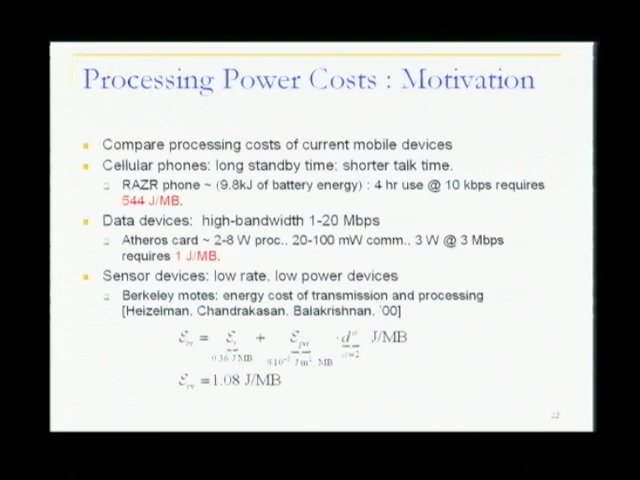 Processing Power Costs : Motivation
Compare processing costs of current mobile devices
Cellular phones: long standby time: shorter talk time.
RAZR phone ~ (9.8kJ of battery energy) : 4 hr use @ 10 kbps requires
544 J/MB.
Data devices: high-bandwidth 1-20 Mbps
Atheros card ~ 2-8 W proc.. 20-100 mW comm.. 3 W @ 3 Mbps
requires 1 J/MB.
Sensor devices: low rate, low power devices
Berkeley motes: energy cost of transmission and processing
[Heizelman, Chandrakasan, Balakrishnan, '00]
= + · d J/MB
0.36 J/MB
= 1.08 J/MB